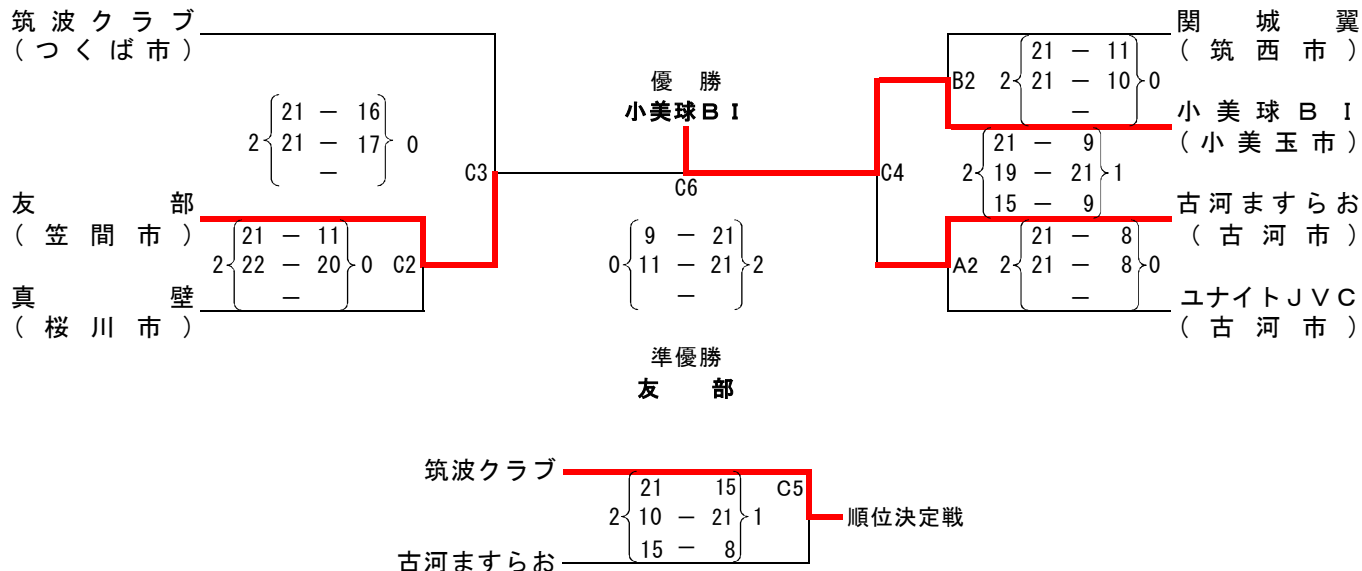 筑波クラブ
(つくば市)
21 － 16
2 21 － 17 0
－
C3
友部
(笠間市)
21 － 11
2 22 － 20 0 C2
－
真壁
(桜川市)
優勝
小美球ＢＩ
C6
9 － 21
0 11 － 21 2
－
準優勝
友部
関城翼
(筑西市)
21 － 11
B2 2 21 － 10 0
－
小美球ＢＩ
(小美玉市)
21 － 9
C4 2 19 － 21 1
15 － 9
古河ますらお
(古河市)
21 － 8
A2 2 21 － 8 0
－
ユナイトＪＶＣ
(古河市)
筑波クラブ
21 15 C5
2 10 － 21 1 順位決定戦
15 － 8
古河ますらお